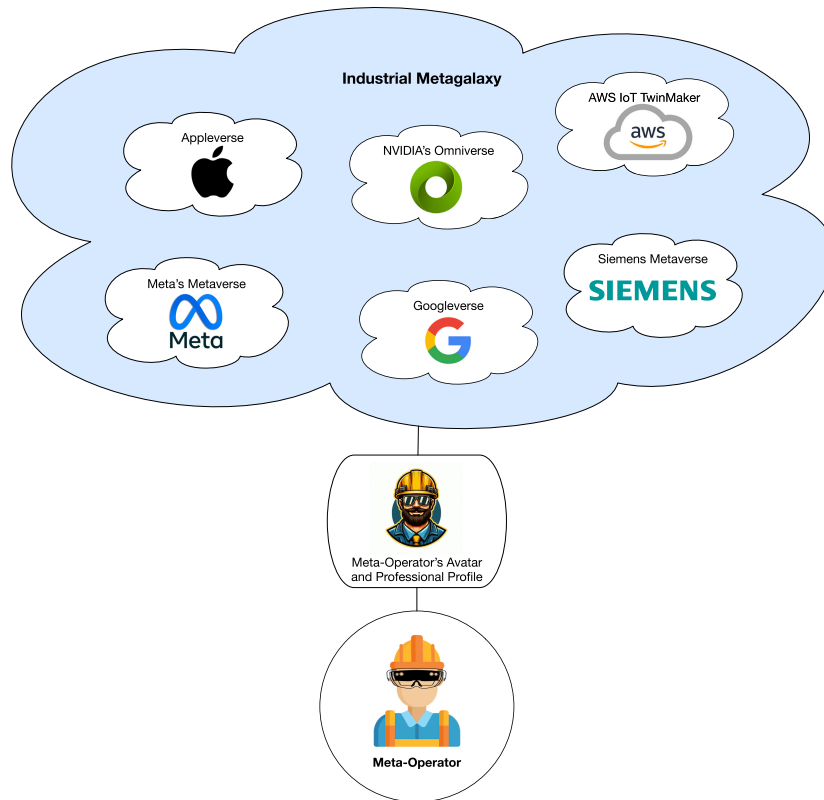 Industrial Metagalaxy
AWS IoT TwinMaker
aws
Appleverse
NVIDIA's Omniverse
Siemens Metaverse
SIEMENS
Meta's Metaverse
Meta
Googleverse
Meta-Operator's Avatar
and Professional Profile
Meta-Operator